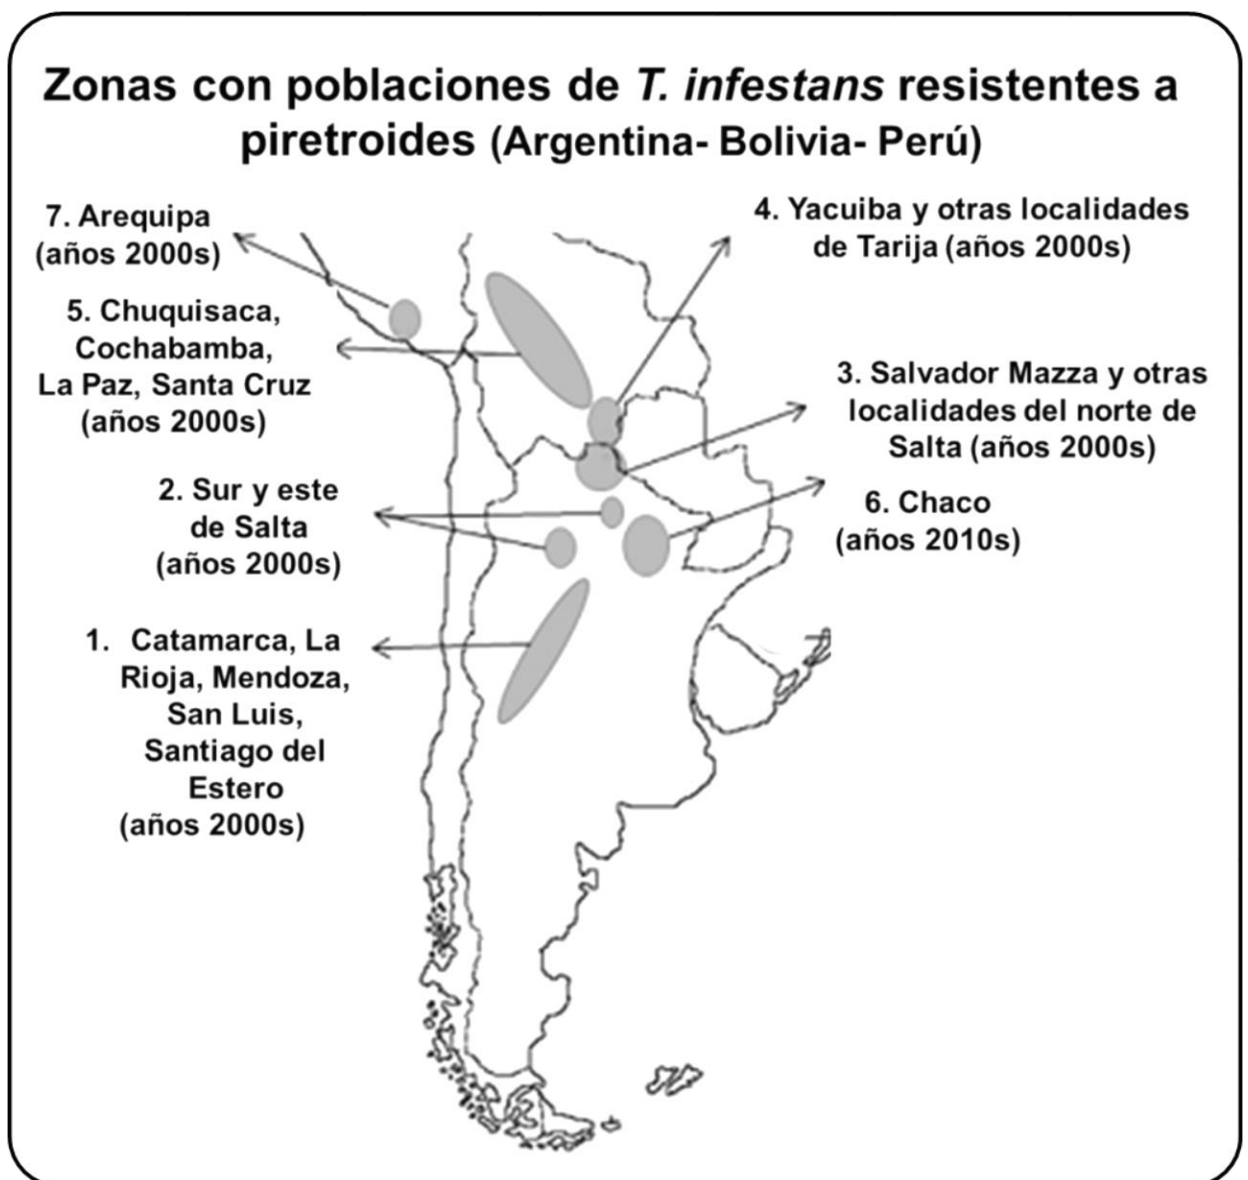 Zonas con poblaciones de T. infestans resistentes a
piretroides (Argentina- Bolivia- Perú)
7. Arequipa
(años 2000s)
5. Chuquisaca,
Cochabamba,
La Paz, Santa Cruz
(años 2000s)
2. Sur y este
de Salta
(años 2000s)
1. Catamarca, La
Rioja, Mendoza,
San Luis,
Santiago del
Estero
(años 2000s)
4. Yacuiba y otras localidades
de Tarija (años 2000s)
3. Salvador Mazza y otras
localidades del norte de
Salta (años 2000s)
6. Chaco
(años 2010s)